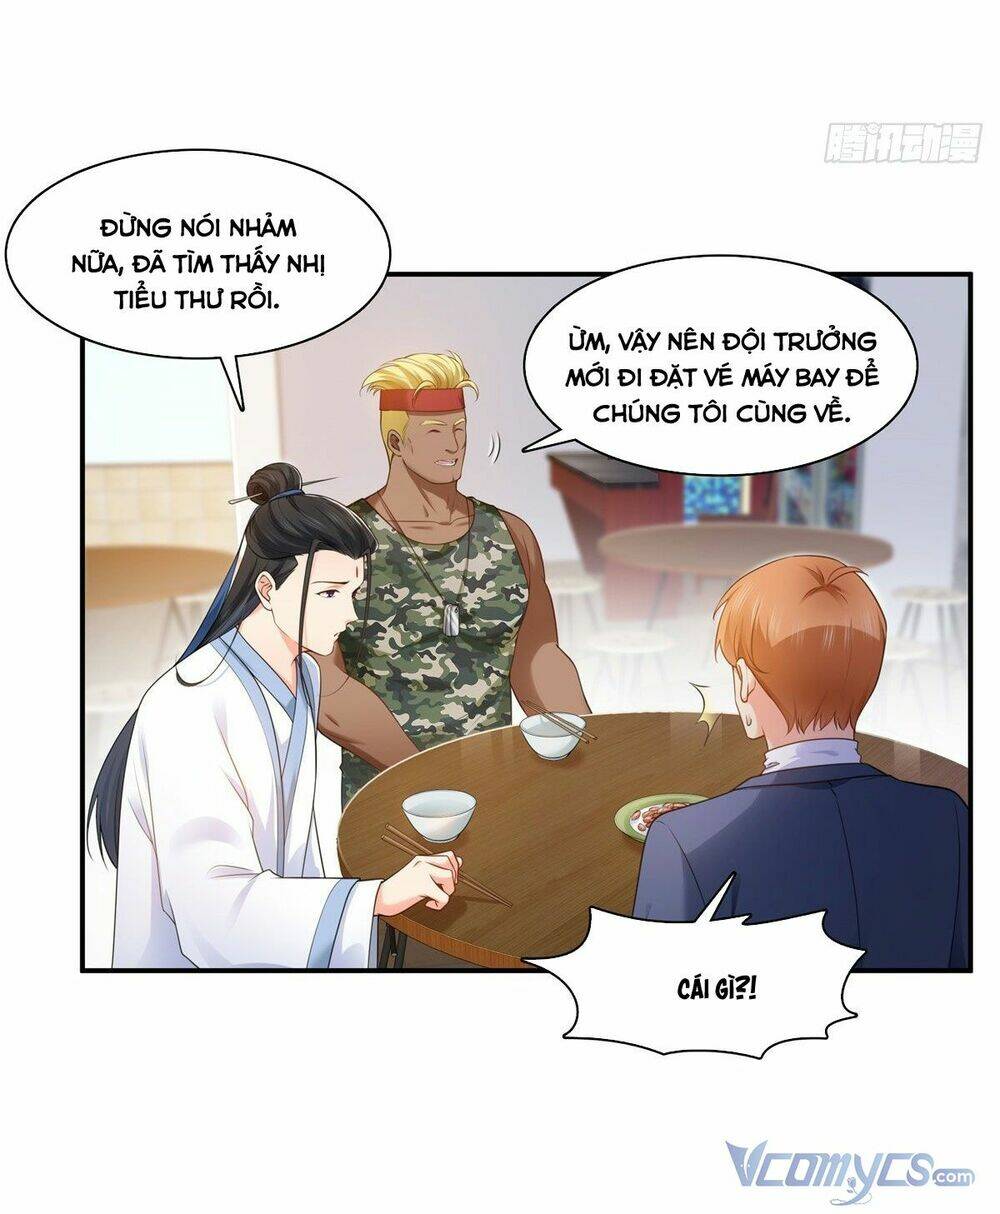 腾讯动漫
ĐỪNG NÓI NHẢM
NỮA, ĐÃ TÌM THẤY NHỊ
TIỂU THƯ RỒI.
ỪM, VẬY NÊN ĐỘI TRƯỞNG
MỚI ĐI ĐẶT VÉ MÁY BAY ĐỂ
CHÚNG TÔI CÙNG VỀ.
CÁI GÌ?!
VCOMYCS.com